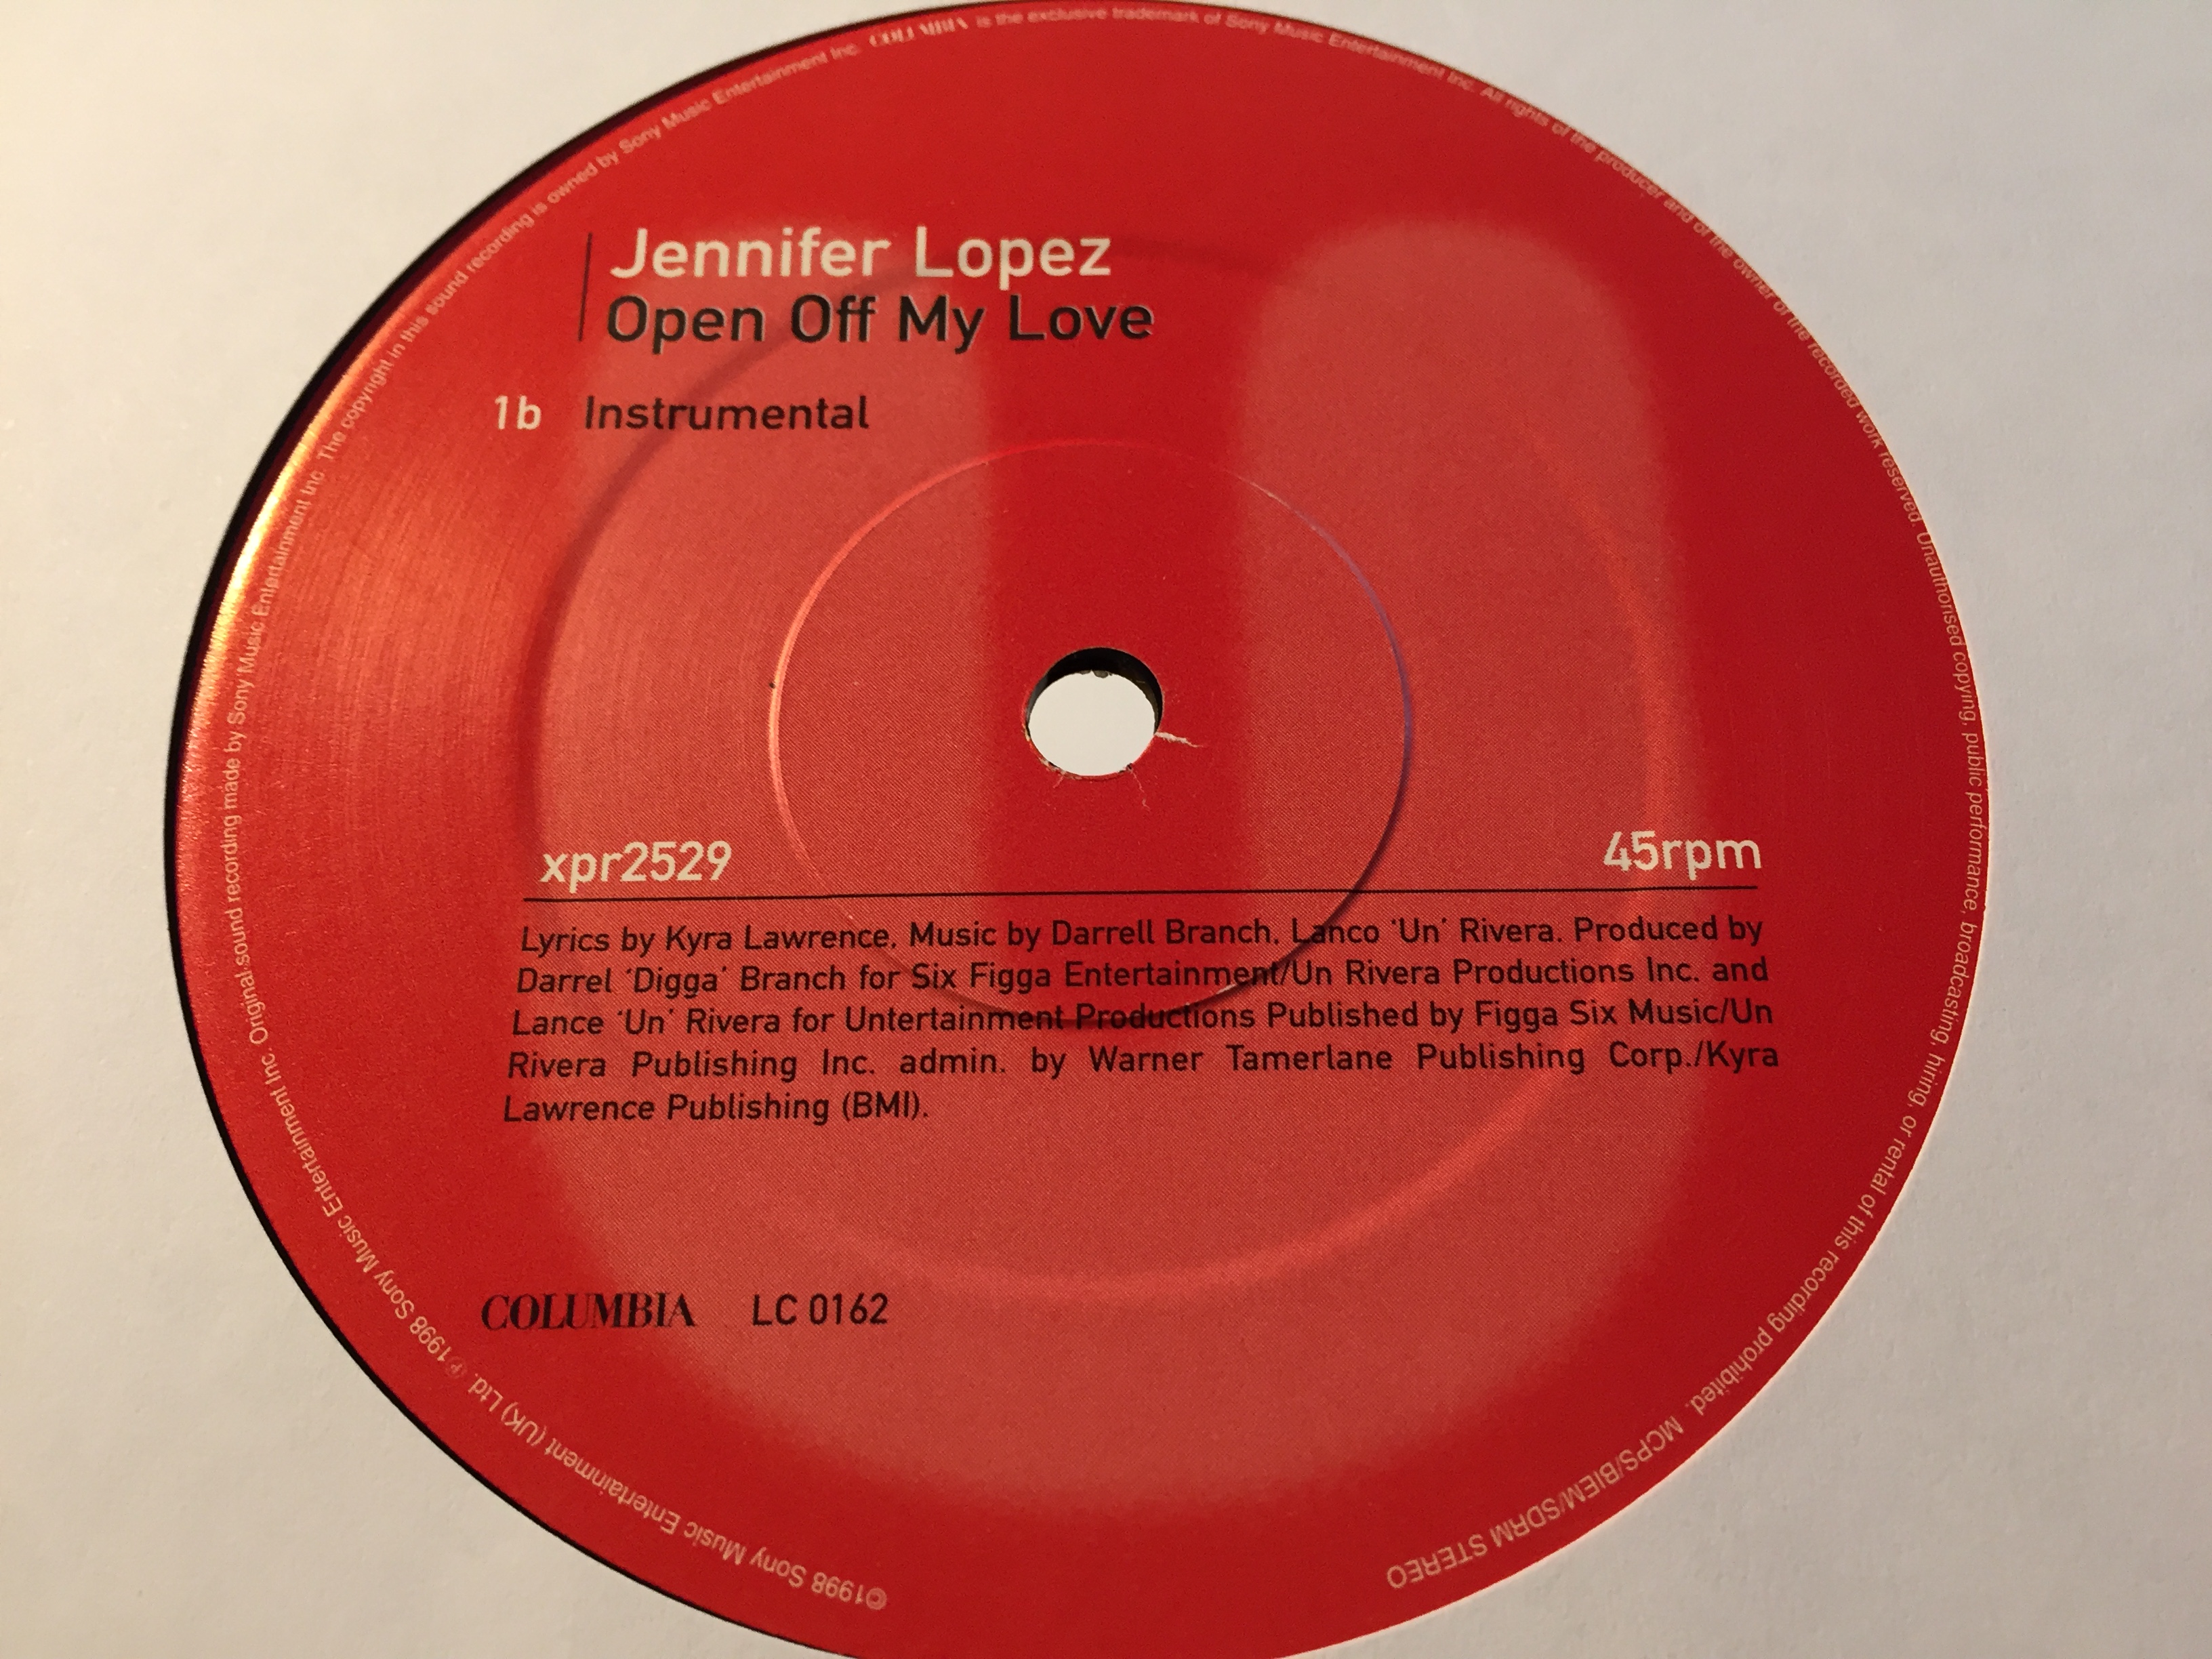 Jennifer Lopez
Open Off My Love
1b Instrumental
xpr2529
45rpm
Lyrics by Kyra Lawrence. Music by Darrell Branch, Lanco 'Un' Rivera. Produced by
Darrel 'Digga' Branch for Six Figga Entertainment/Un Rivera Productions Inc. and
Lance 'Un' Rivera for Untertainment Productions Published by Figga Six Music/Un
Rivera Publishing Inc. admin. by Warner Tamerlane Publishing Corp./Kyra
Lawrence Publishing (BMI).
COLUMBIA LC 0162
©1998 Sony Music Entertainment (UK) Ltd. ℗1998 Sony Music Entertainment Inc. Original sound recording made by Sony Music Entertainment Inc. The copyright in this sound recording is owned by Sony Music Entertainment Inc. COLUMBIA is the exclusive trademark of Sony Music Entertainment Inc. All rights of the producer and of the owner of the recorded work reserved. Unauthorised copying, public performance, broadcasting, hiring, or rental of this recording prohibited. MCPS/BIEM/SDRM STEREO